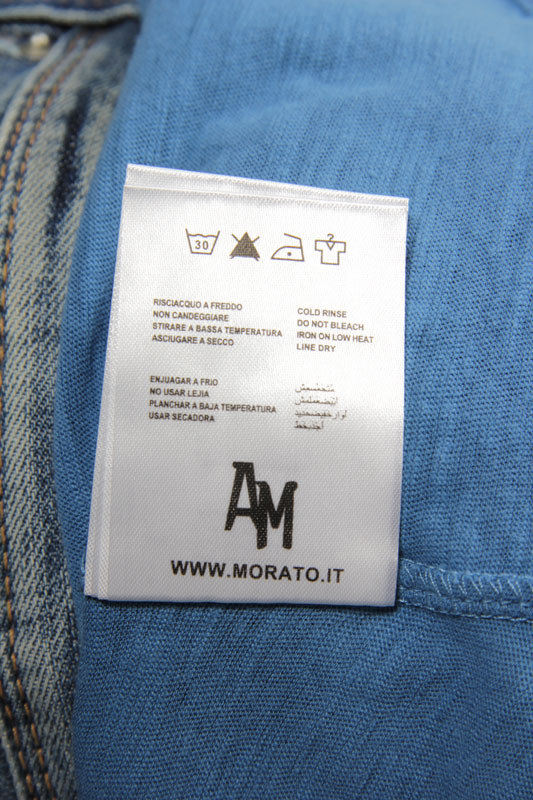 30
RISCIACQUO A FREDDO
NON CANDEGGIARE
STIRARE A BASSA TEMPERATURA
ASCIUGARE A SECCO
COLD RINSE
DO NOT BLEACH
IRON ON LOW HEAT
LINE DRY
ENJUAGAR A FRIO
NO USAR LEJIA
PLANCHAR A BAJA TEMPERATURA
USAR SECADORA
AM
WWW.MORATO.IT